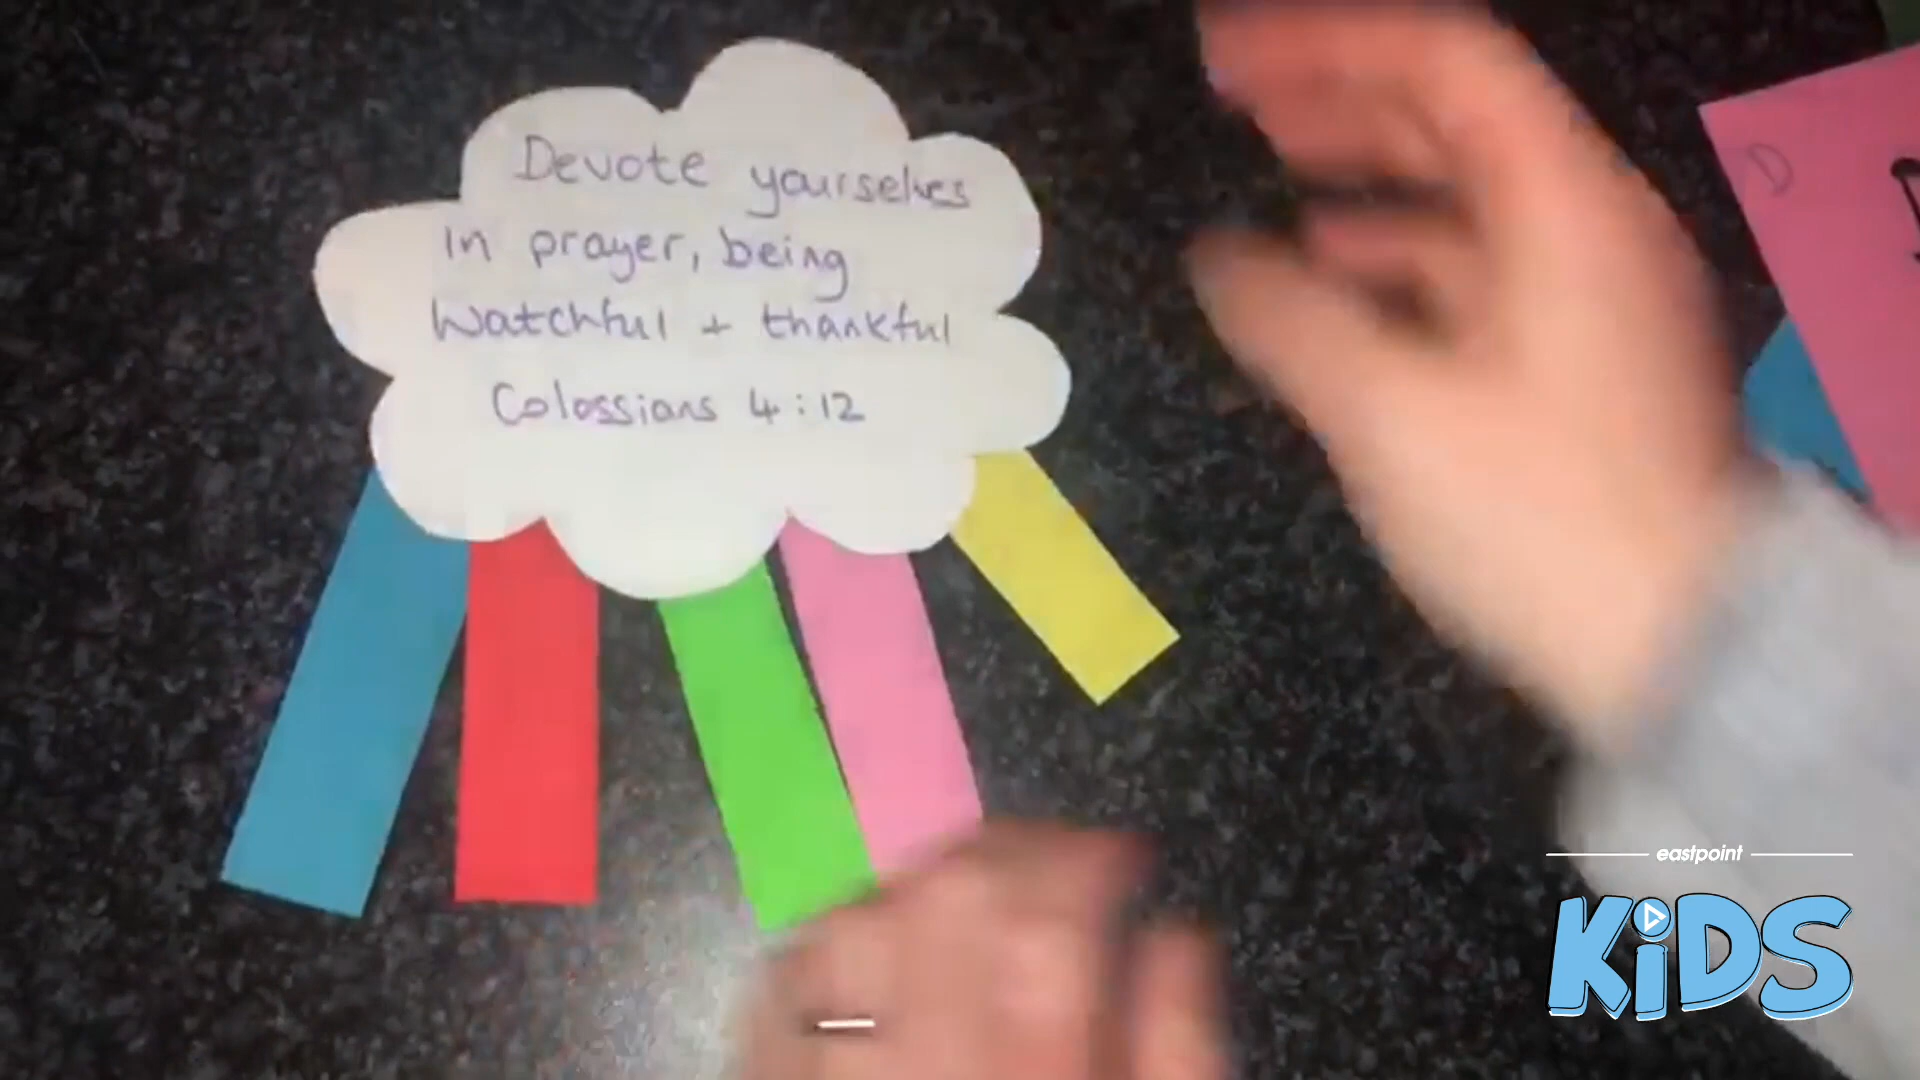 Devote yourselves
in prayer, being
Watchful + thankful
Colossians 4:12
D
eastpoint
KiDS